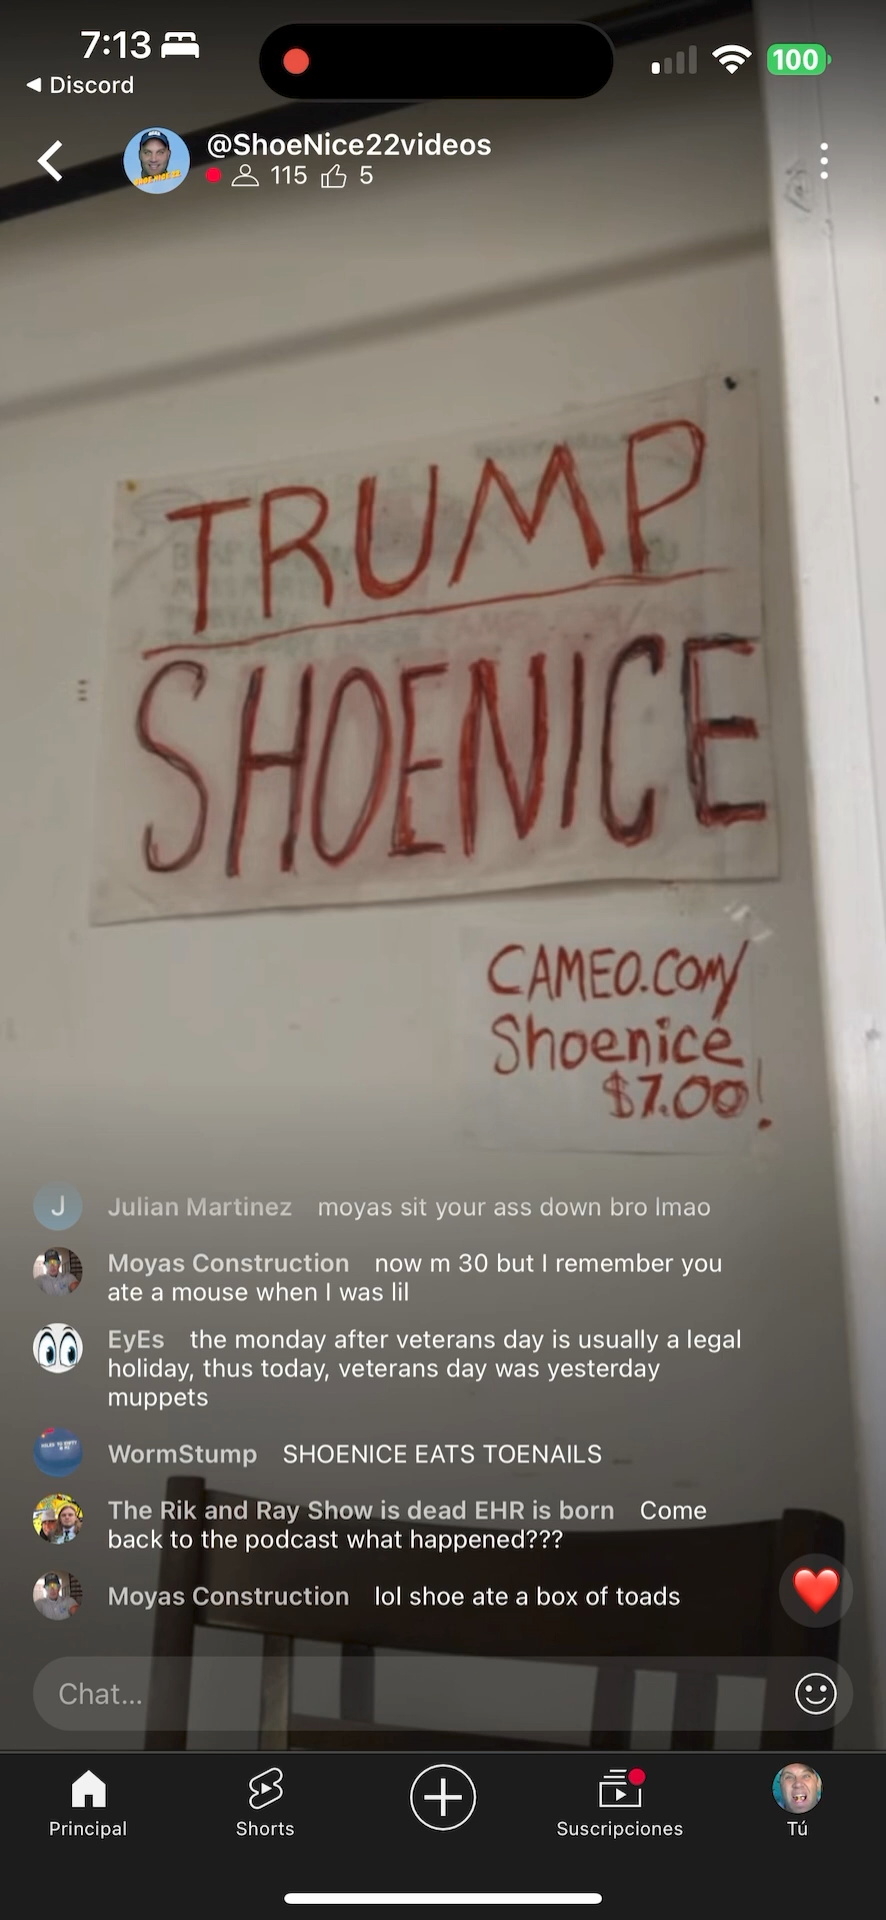 7:13
100
Discord
@ShoeNice22videos
115
5
TRUMP
SHOENICE
CAMEO.COM/
Shoenice
$7.00!
J
Julian Martinez moyas sit your ass down bro lmao
Moyas Construction now m 30 but I remember you
ate a mouse when I was lil
EyEs the monday after veterans day is usually a legal
holiday, thus today, veterans day was yesterday
muppets
WormStump SHOENICE EATS TOENAILS
The Rik and Ray Show is dead EHR is born Come
back to the podcast what happened???
Moyas Construction lol shoe ate a box of toads
Chat...
Principal
Shorts
Suscripciones
Tú